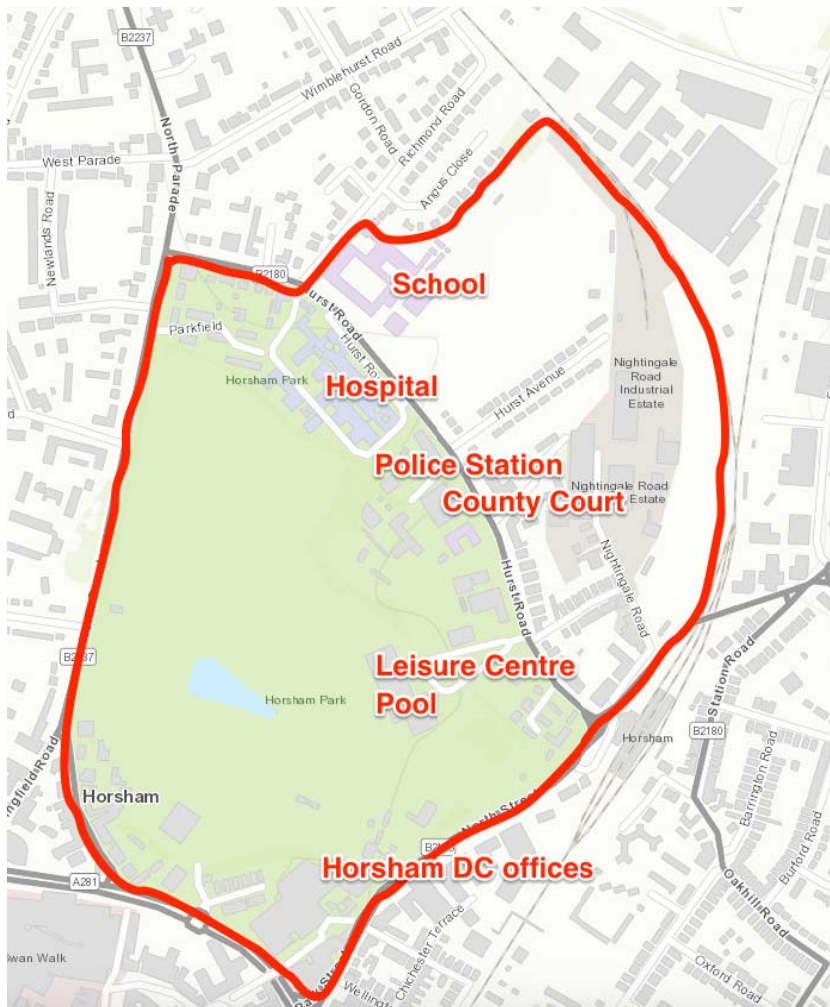 B2237
Wimblehurst Road
Gordon Road
Richmond Road
North Parade
West Parade
Angus Close
Newlands Road
B2180
School
Hurst Road
Parkfield
Hurst Ro
Horsham Park
Hospital
Hurst Avenue
Nightingale
Road
Industrial
Estate
Police Station
County Court
Nightingale Road
Estate
Nightingale Road
Hurst Road
Leisure Centre
Pool
Horsham Park
Station Road
B2180
Horsham
Barrington Road
Horsham
North Street
Burford Road
Horsham DC offices
A281
Oakhill Road
Chichester Terrace
Swan Walk
Oxford Road